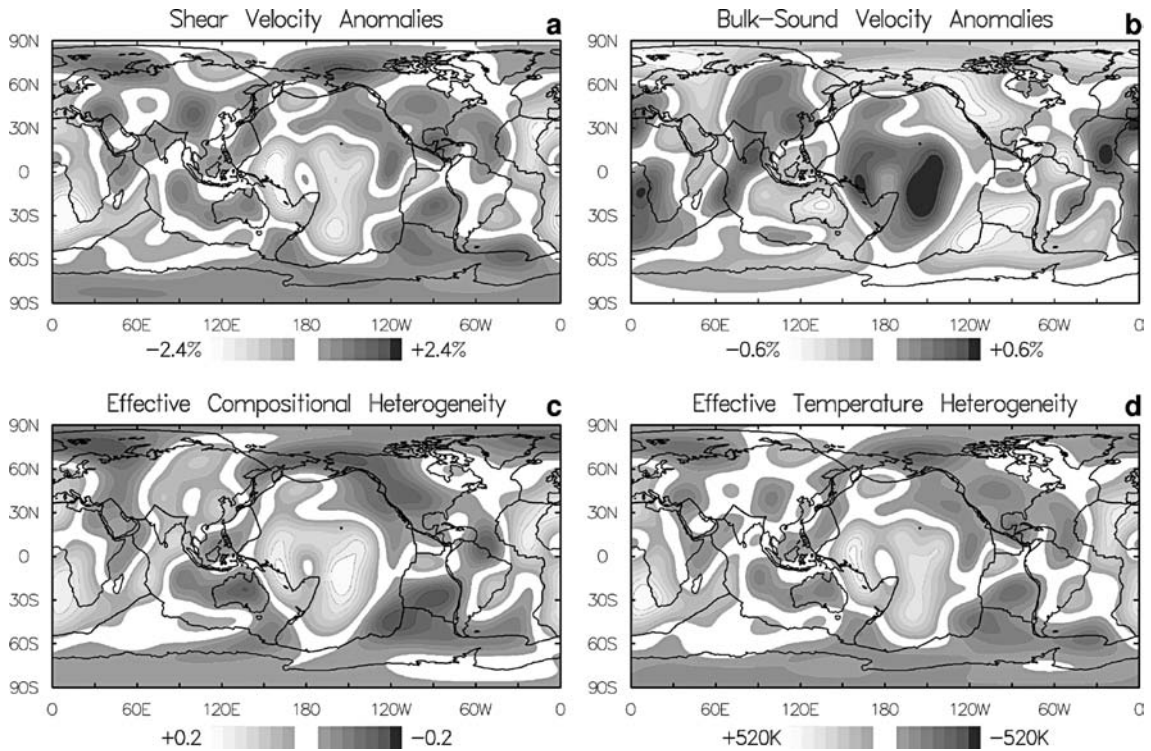 Shear Velocity Anomalies a
90N
60N
30N
0
30S
60S
90S
0 60E 120E 180 120W 60W 0
−2.4% +2.4%
Bulk−Sound Velocity Anomalies b
90N
60N
30N
0
30S
60S
90S
0 60E 120E 180 120W 60W 0
−0.6% +0.6%
Effective Compositional Heterogeneity c
90N
60N
30N
0
30S
60S
90S
0 60E 120E 180 120W 60W 0
+0.2 −0.2
Effective Temperature Heterogeneity d
90N
60N
30N
0
30S
60S
90S
0 60E 120E 180 120W 60W 0
+520K −520K